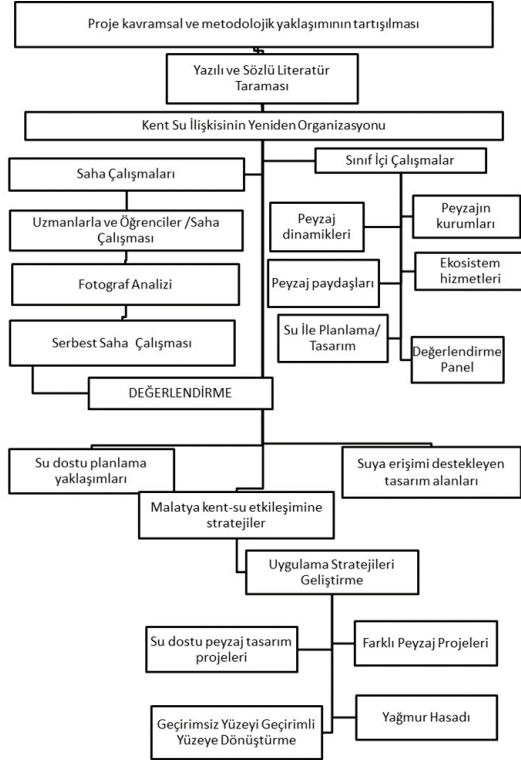 Proje kavramsal ve metodolojik yaklaşımının tartışılması
Yazılı ve Sözlü Literatür
Taraması
Kent Su İlişkisinin Yeniden Organizasyonu
Saha Çalışmaları
Uzmanlarla ve Öğrenciler /Saha
Çalışması
Fotograf Analizi
Serbest Saha Çalışması
Sınıf İçi Çalışmalar
Peyzaj
dinamikleri
Peyzajın
kurumları
Peyzaj paydaşları
Ekosistem
hizmetleri
Su İle Planlama/
Tasarım
Değerlendirme
Panel
DEĞERLENDİRME
Su dostu planlama
yaklaşımları
Suya erişimi destekleyen
tasarım alanları
Malatya kent-su etkileşimine
stratejiler
Uygulama Stratejileri
Geliştirme
Su dostu peyzaj tasarım
projeleri
Farklı Peyzaj Projeleri
Geçirimsiz Yüzeyi Geçirimli
Yüzeye Dönüştürme
Yağmur Hasadı